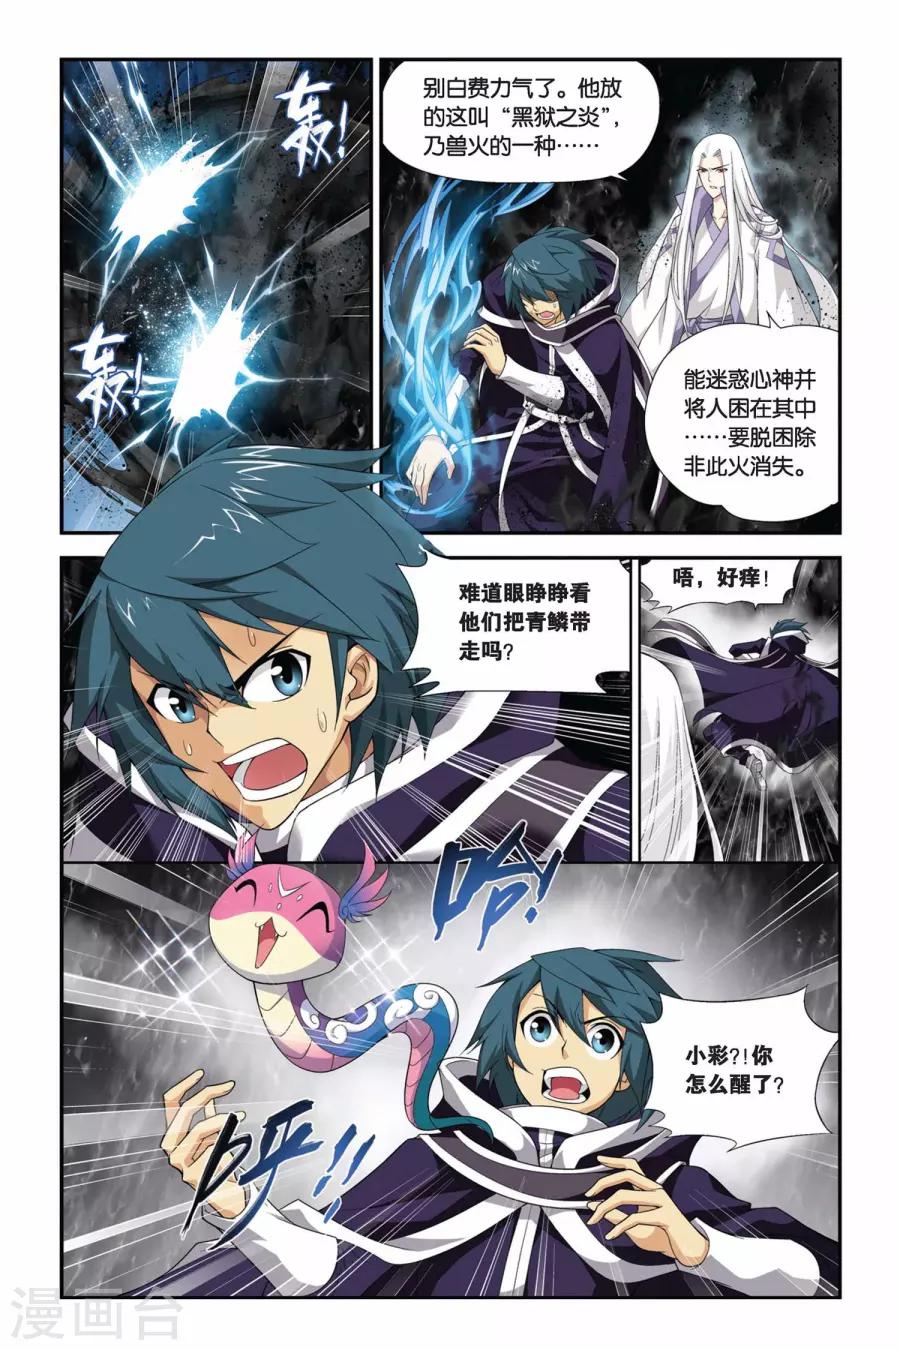 轰!
别白费力气了。他放
的这叫“黑狱之炎”，
乃兽火的一种……
轰!
能迷惑心神并
将人困在其中
……要脱困除
非此火消失。
难道眼睁睁看
他们把青鳞带
走吗?
唔，好痒!
哈!
小彩?!你
怎么醒了?
呼!!
漫画台